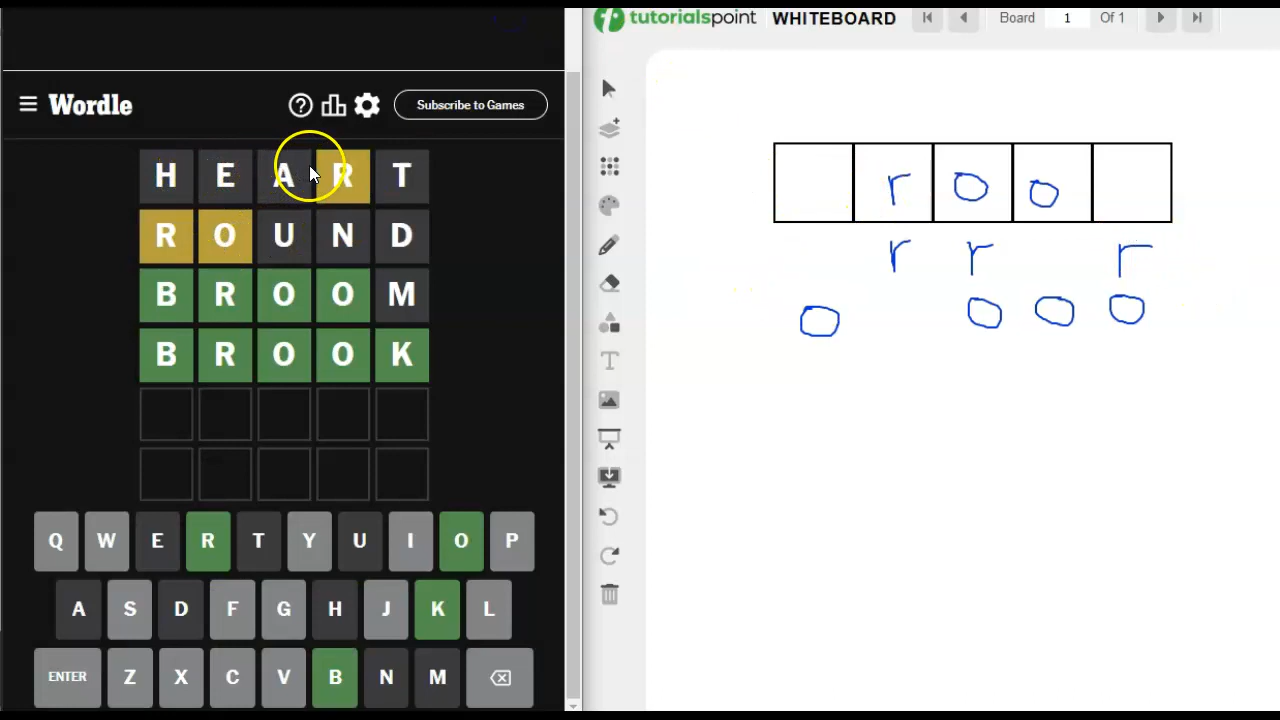 tutorialspoint WHITEBOARD Board 1 Of 1
Wordle Subscribe to Games
H E A R T
R O U N D
B R O O M
B R O O K
r o o
r r r
o o o o
Q W E R T Y U I O P
A S D F G H J K L
ENTER Z X C V B N M
T